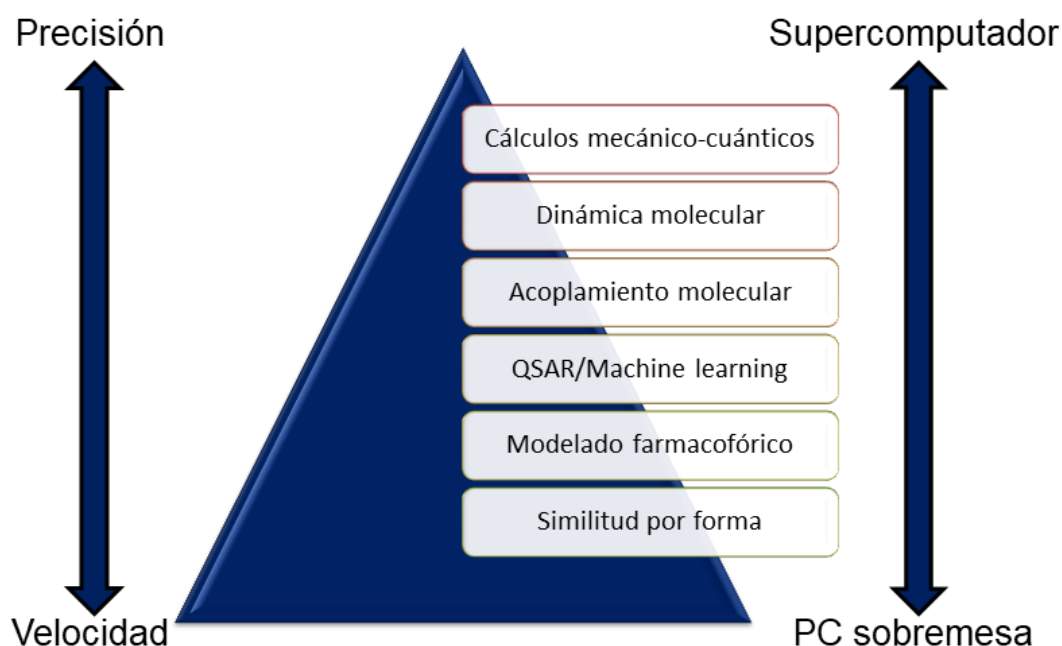 Precisión
Supercomputador
Cálculos mecánico-cuánticos
Dinámica molecular
Acoplamiento molecular
QSAR/Machine learning
Modelado farmacofórico
Similitud por forma
Velocidad
PC sobremesa